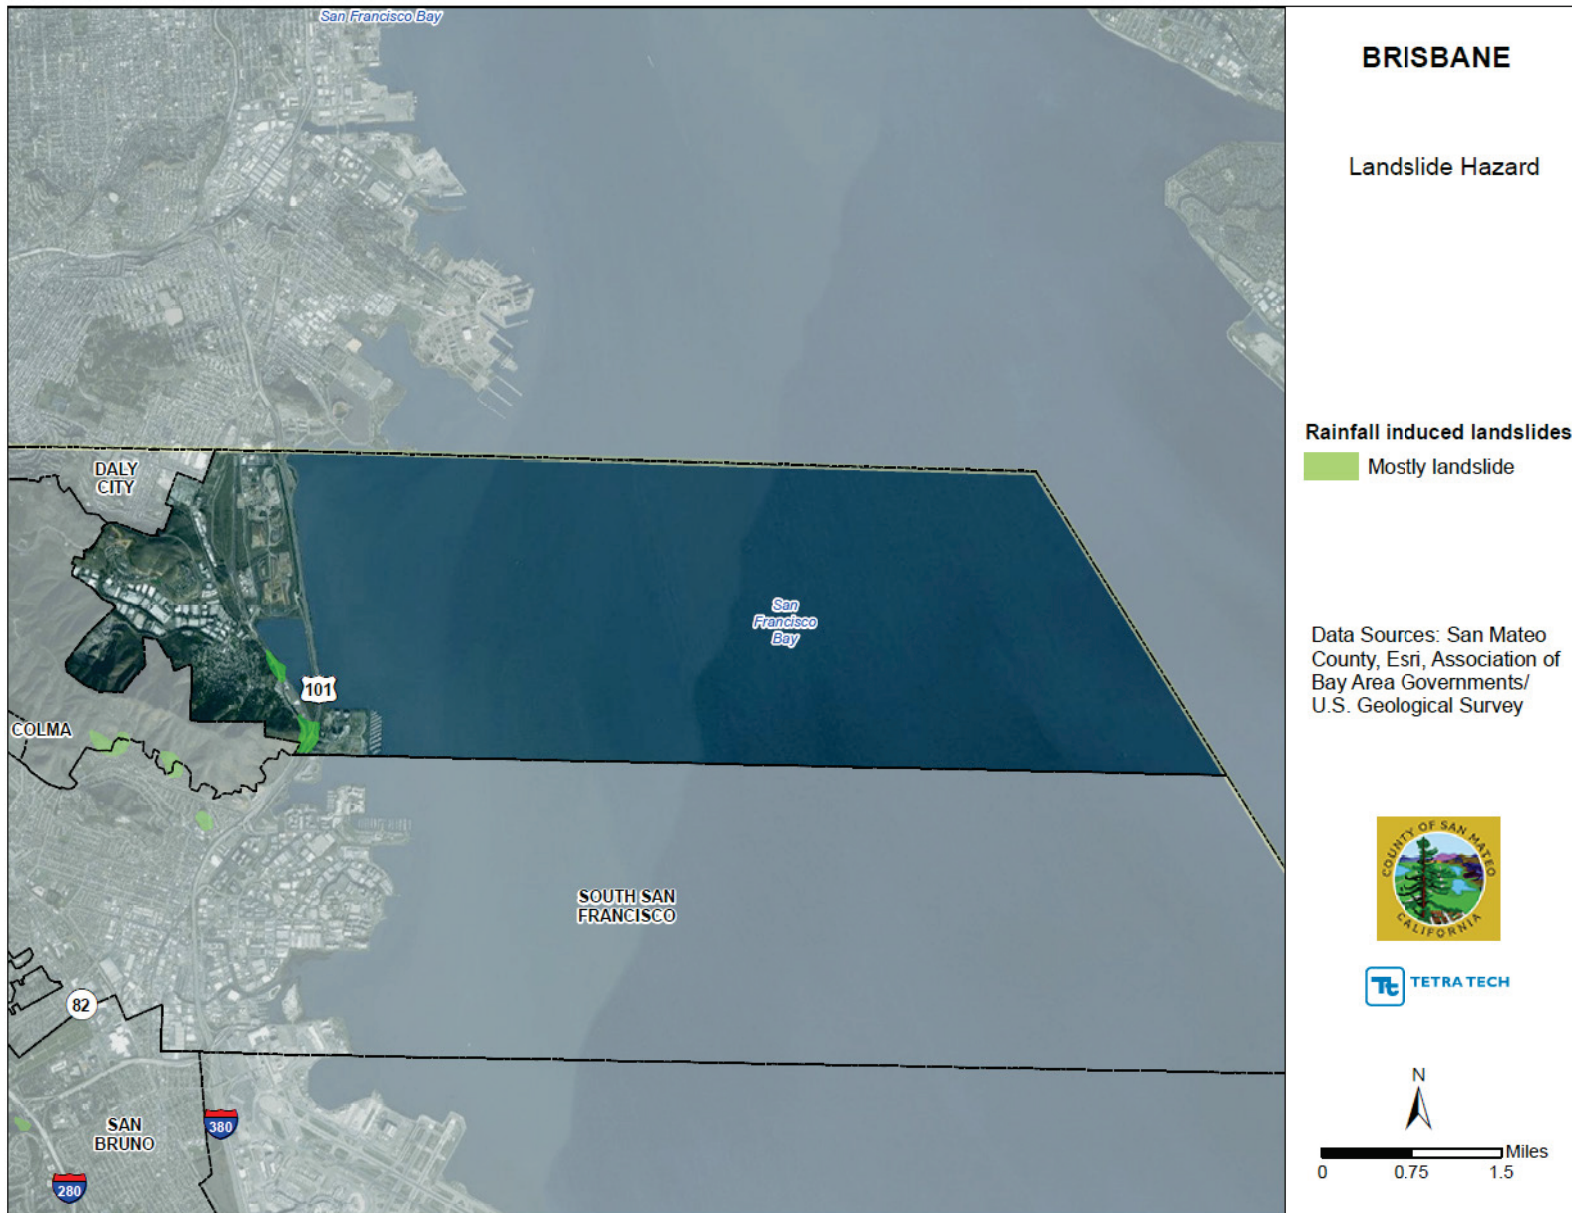 San Francisco Bay
BRISBANE
Landslide Hazard
Rainfall induced landslides
Mostly landslide
DALY
CITY
San
Francisco
Bay
Data Sources: San Mateo
County, Esri, Association of
Bay Area Governments/
U.S. Geological Survey
101
COLMA
COUNTY OF SAN MATEO
CALIFORNIA
SOUTH SAN
FRANCISCO
Tt TETRA TECH
82
N
SAN
BRUNO
380
280
Miles
0 0.75 1.5